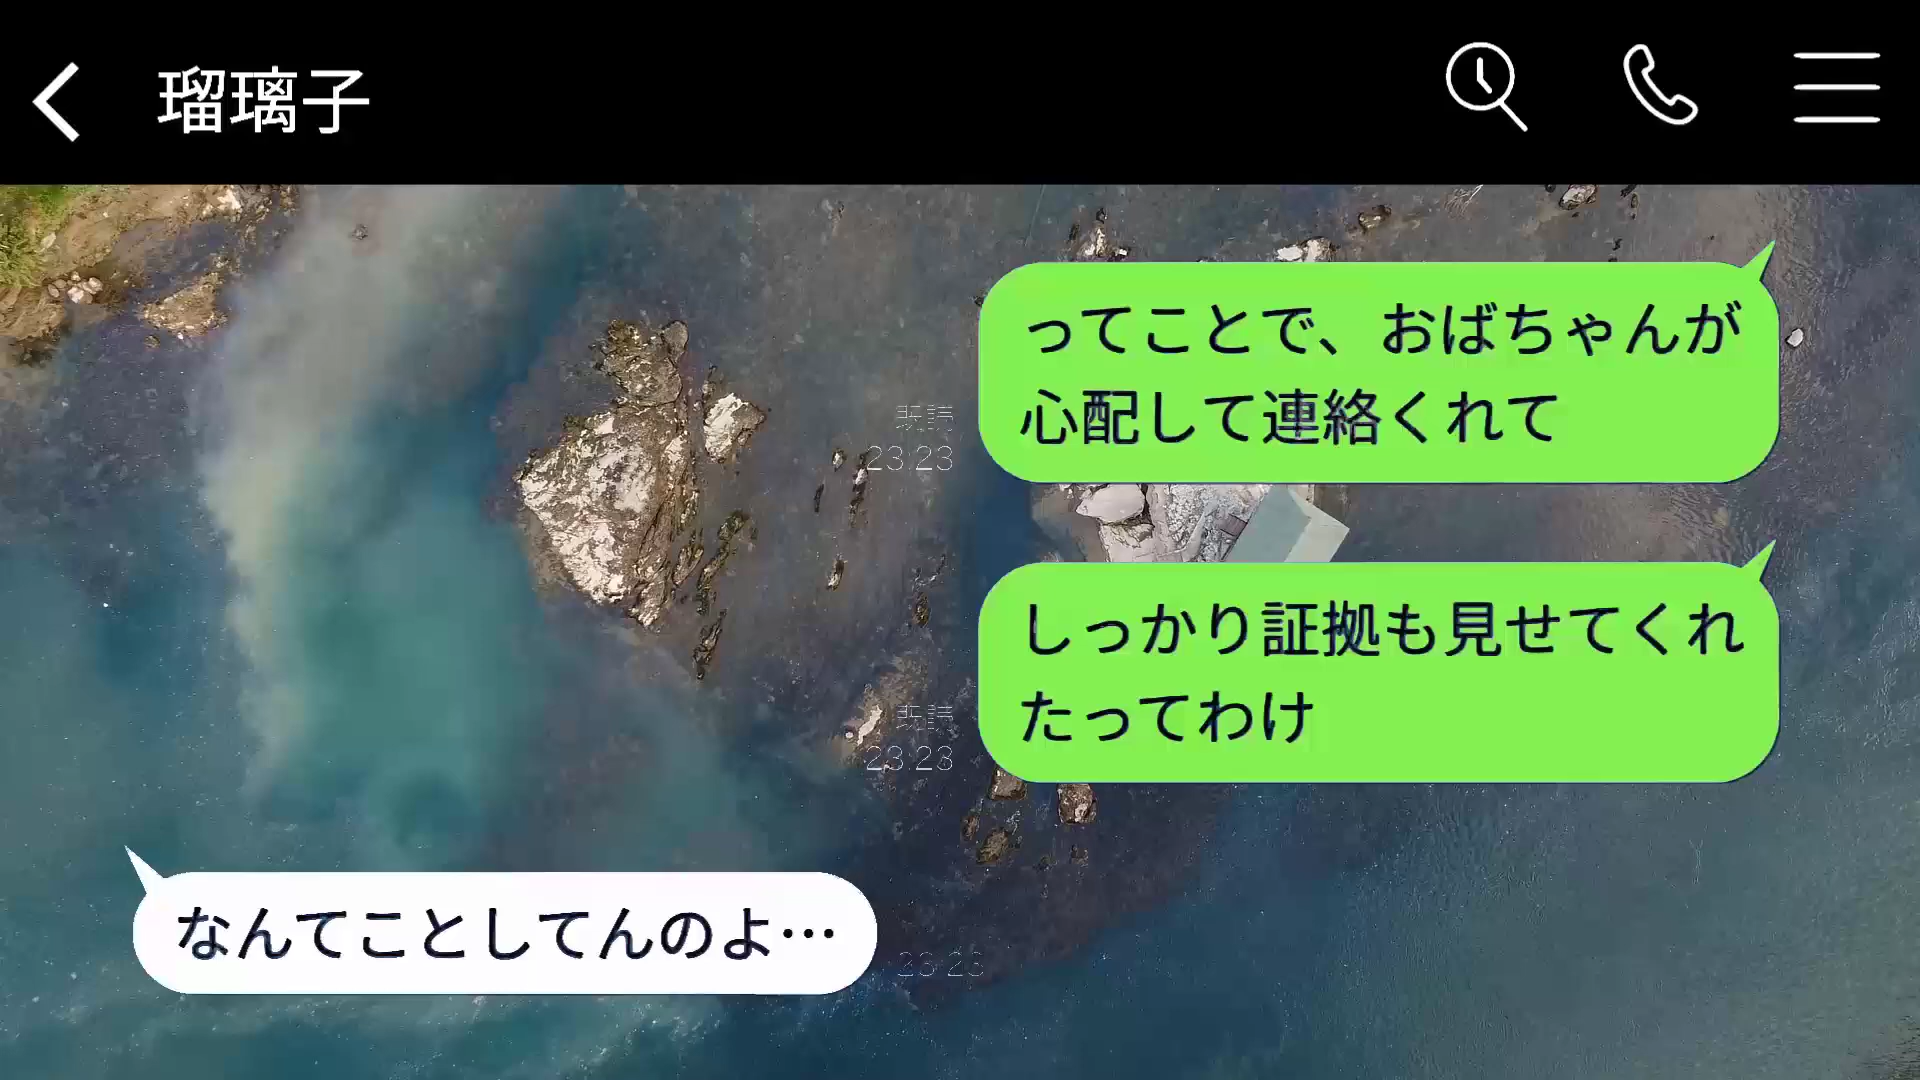 瑠璃子
ってことで、おばちゃんが
心配して連絡くれて
既読
23:23
しっかり証拠も見せてくれ
たってわけ
既読
23:23
なんてことしてんのよ…
23:23